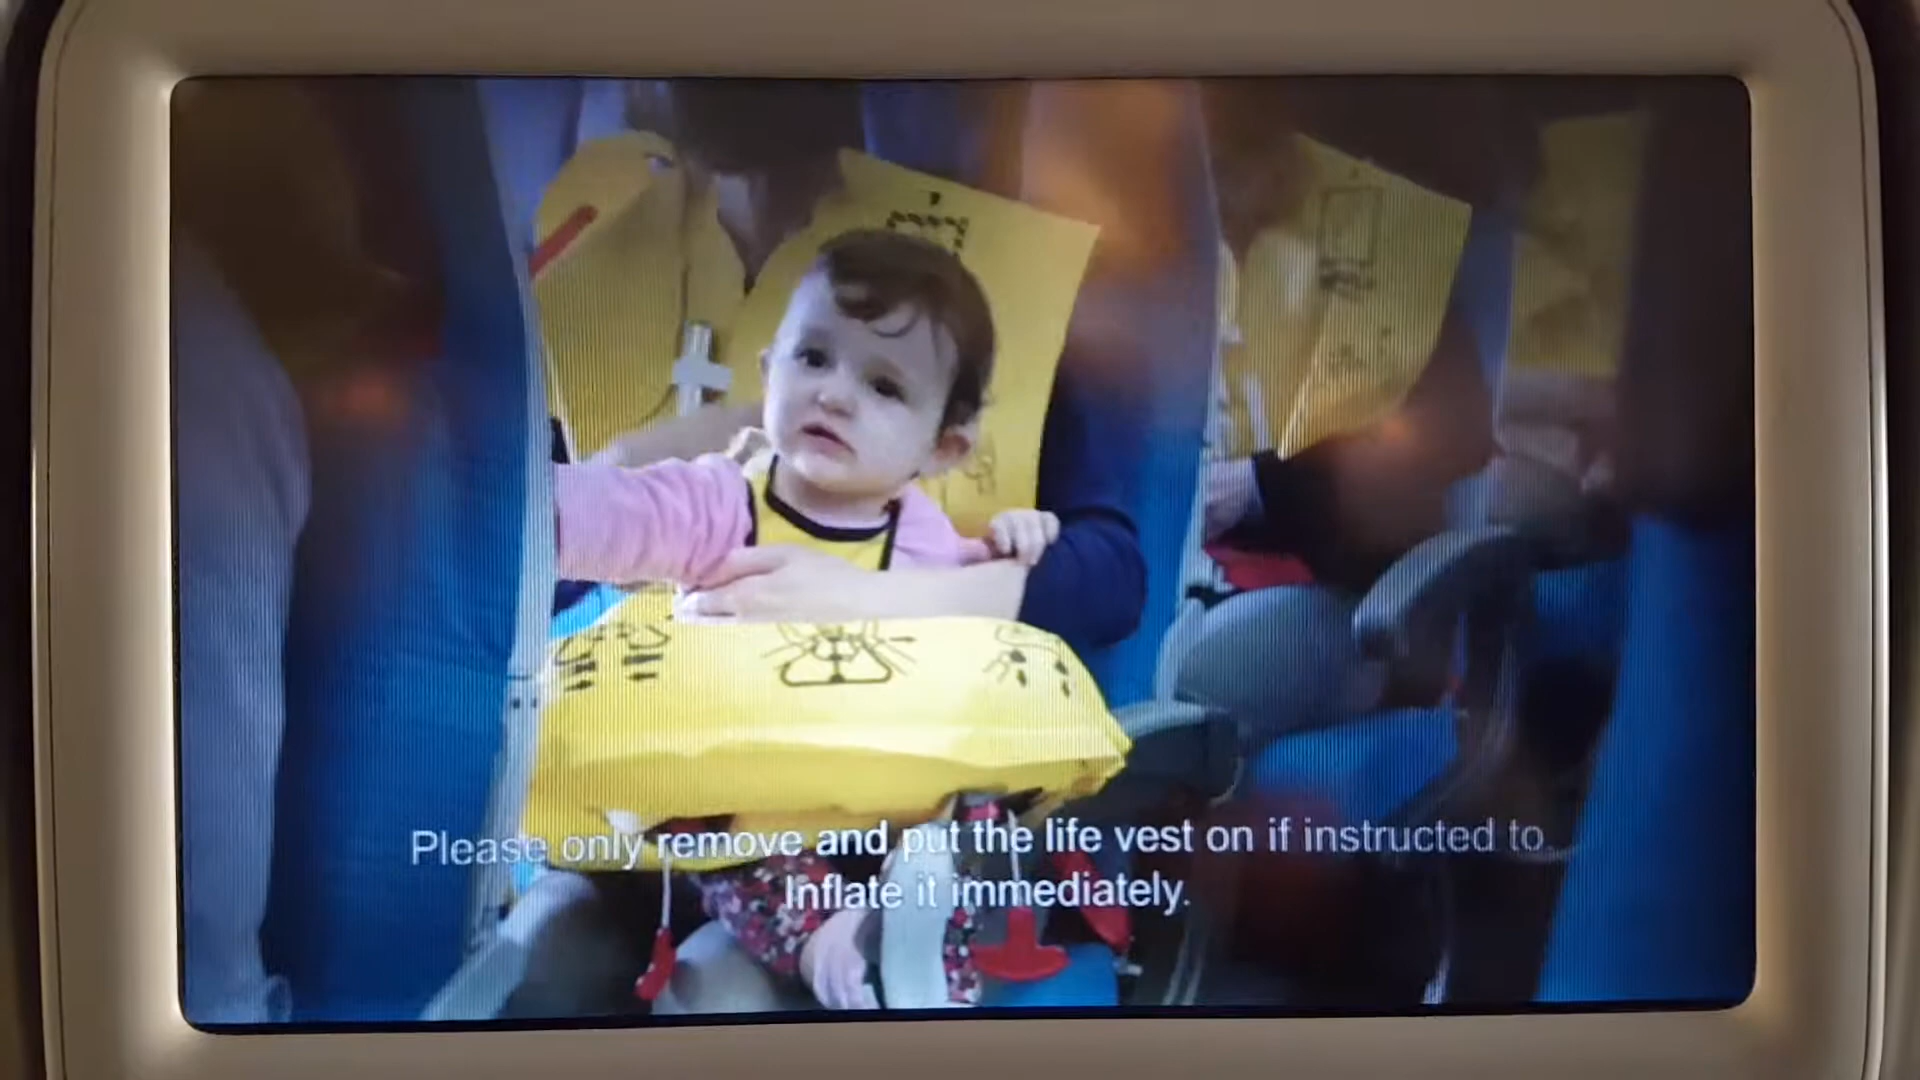 Please only remove and put the life vest on if instructed to.
Inflate it immediately.